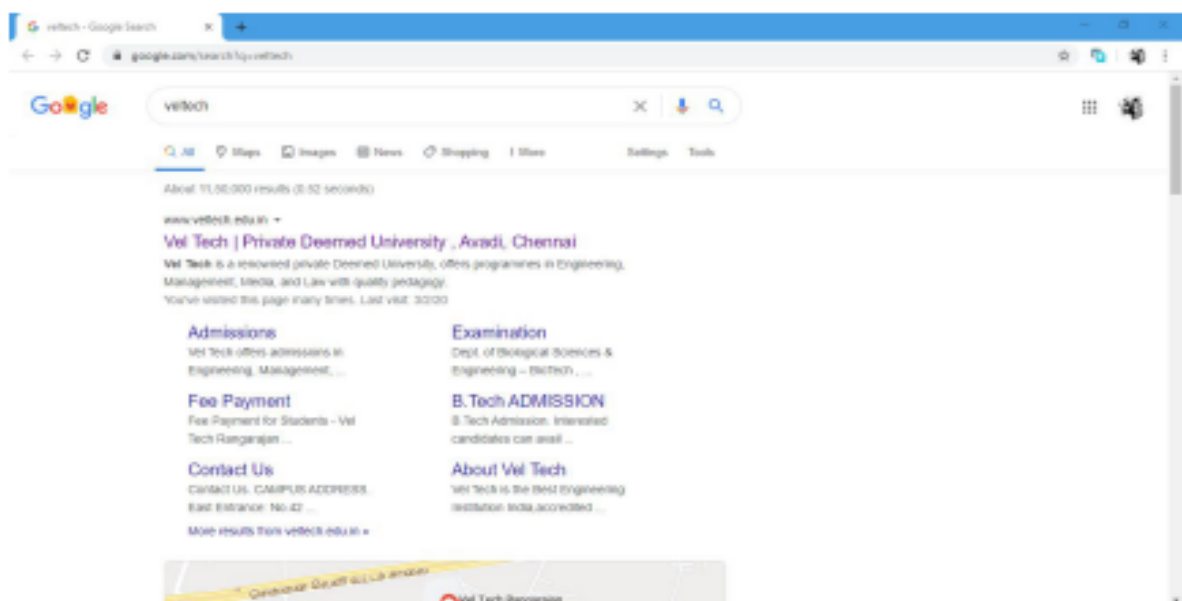 veltech - Google Search
google.com/search?q=veltech
Google
veltech
All Maps Images News Shopping More Settings Tools
About 11,50,000 results (0.52 seconds)
www.veltech.edu.in
Vel Tech | Private Deemed University , Avadi, Chennai
Vel Tech is a renowned private Deemed University, offers programmes in Engineering,
Management, Media, and Law with quality pedagogy.
You've visited this page many times. Last visit: 3/2/20
Admissions
Vel Tech offers admissions in
Engineering, Management, ...
Examination
Dept. of Biological Sciences &
Engineering – BioTech , ...
Fee Payment
Fee Payment for Students - Vel
Tech Rangarajan ...
B.Tech ADMISSION
B.Tech Admission. Interested
candidates can avail ...
Contact Us
Contact Us. CAMPUS ADDRESS.
East Entrance: No.42 ...
About Vel Tech
Vel Tech is the Best Engineering
Institution India,accredited ...
More results from veltech.edu.in »
Vel Tech Rangarajan